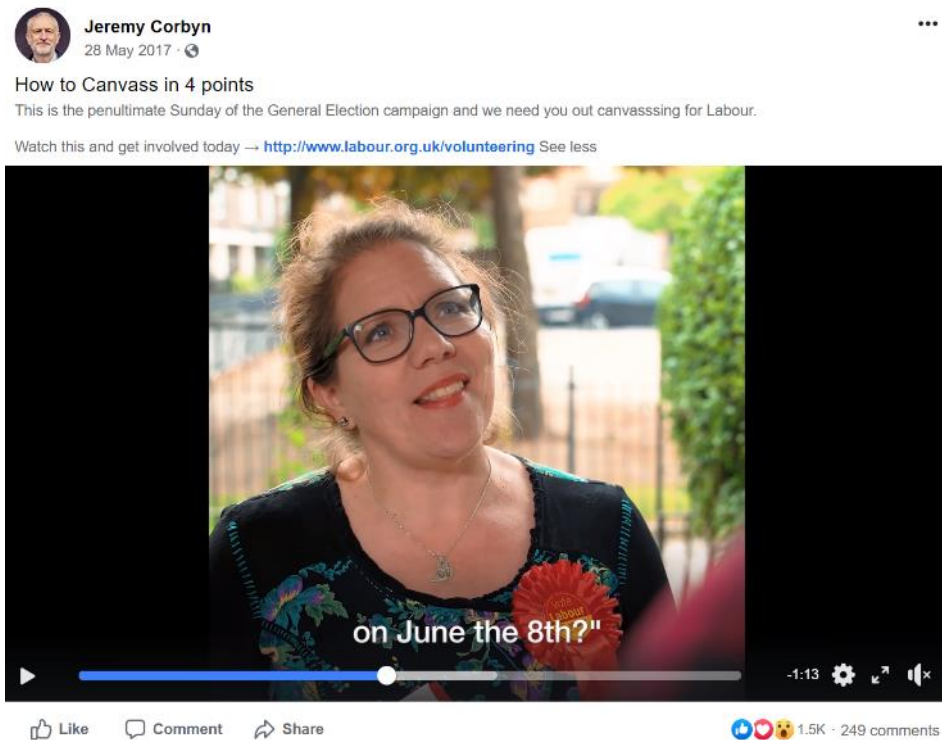 Jeremy Corbyn
28 May 2017
How to Canvass in 4 points
This is the penultimate Sunday of the General Election campaign and we need you out canvasssing for Labour.
Watch this and get involved today → http://www.labour.org.uk/volunteering See less
vote
Labour
on June the 8th?"
-1:13
Like Comment Share 1.5K · 249 comments